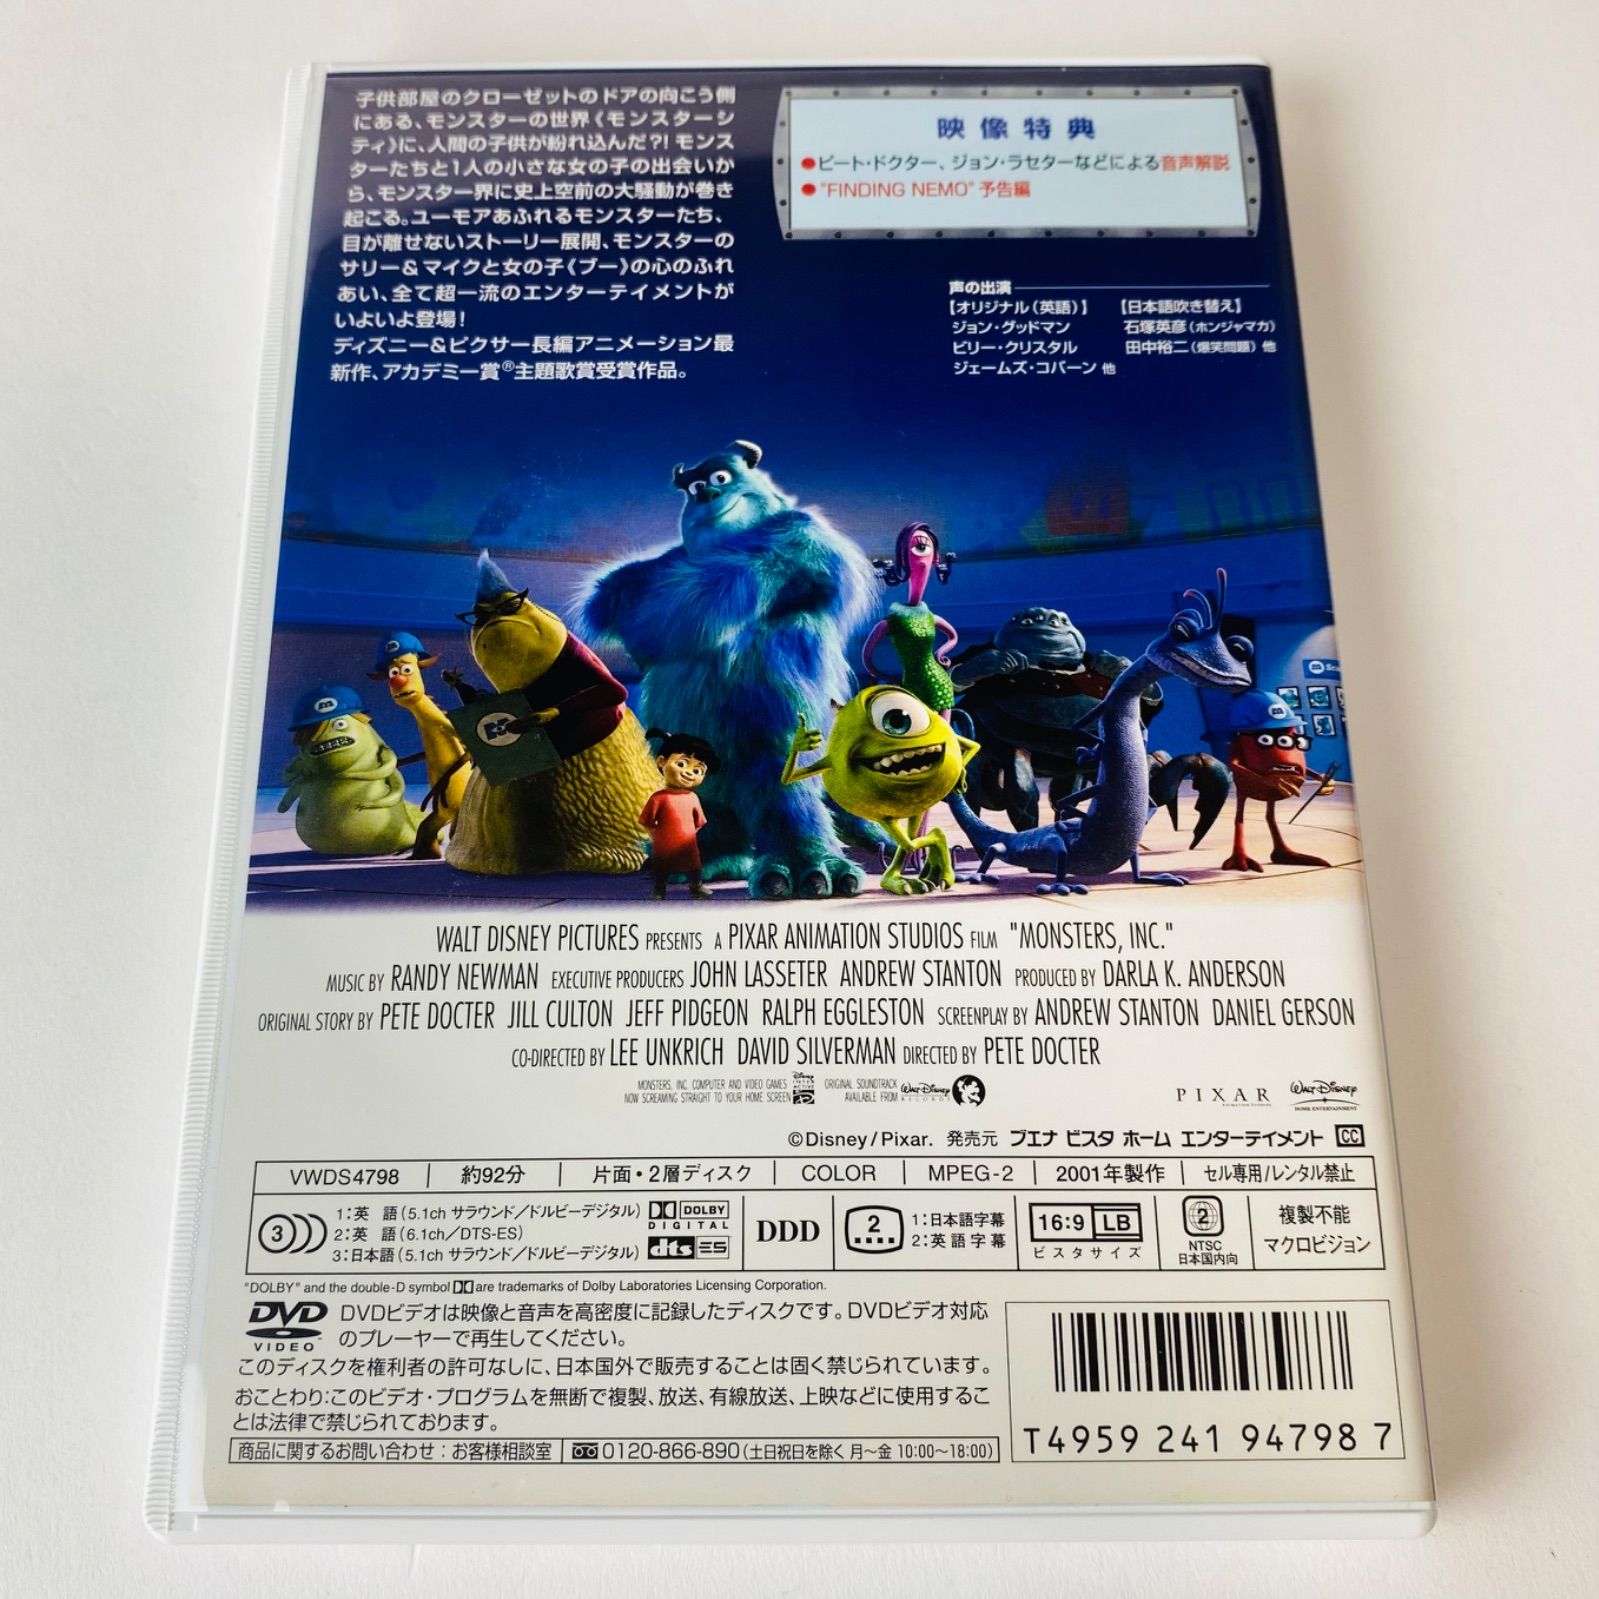 子供部屋のクローゼットのドアの向こう側
にある、モンスターの世界《モンスターシ
ティ》に、人間の子供が紛れ込んだ?! モンス
ターたちと1人の小さな女の子の出会いか
ら、モンスター界に史上空前の大騒動が巻き
起こる。ユーモアあふれるモンスターたち、
目が離せないストーリー展開、モンスターの
サリー&マイクと女の子《ブー》の心のふれ
あい、全て超一流のエンターテイメントが
いよいよ登場!
ディズニー&ピクサー長編アニメーション最
新作、アカデミー賞®主題歌賞受賞作品。
映像特典
●ピート・ドクター、ジョン・ラセターなどによる音声解説
●"FINDING NEMO" 予告編
声の出演
【オリジナル(英語)】
ジョン・グッドマン
ビリー・クリスタル
ジェームズ・コバーン 他
【日本語吹き替え】
石塚英彦(ホンジャマカ)
田中裕二(爆笑問題) 他
WALT DISNEY PICTURES PRESENTS A PIXAR ANIMATION STUDIOS FILM "MONSTERS, INC."
MUSIC BY RANDY NEWMAN EXECUTIVE PRODUCERS JOHN LASSETER ANDREW STANTON PRODUCED BY DARLA K. ANDERSON
ORIGINAL STORY BY PETE DOCTER JILL CULTON JEFF PIDGEON RALPH EGGLESTON SCREENPLAY BY ANDREW STANTON DANIEL GERSON
CO-DIRECTED BY LEE UNKRICH DAVID SILVERMAN DIRECTED BY PETE DOCTER
MONSTERS, INC. COMPUTER AND VIDEO GAMES
NOW SCREAMING STRAIGHT TO YOUR HOME SCREEN
ORIGINAL SOUNDTRACK
AVAILABLE FROM
WALT DISNEY
RECORDS
PIXAR
ANIMATION STUDIOS
WALT DISNEY
HOME ENTERTAINMENT
©Disney/Pixar. 発売元 ブエナ ビスタ ホーム エンターテイメント CC
VWDS4798 約92分 片面・2層ディスク COLOR MPEG-2 2001年製作 セル専用/レンタル禁止
3
1:英 語(5.1ch サラウンド/ドルビーデジタル)
2:英 語(6.1ch/DTS-ES)
3:日本語(5.1ch サラウンド/ドルビーデジタル)
DOLBY
DIGITAL
dts ES
DDD
2
1:日本語字幕
2:英語字幕
16:9 LB
ビスタサイズ
2
NTSC
日本国内向
複製不能
マクロビジョン
"DOLBY" and the double-D symbol are trademarks of Dolby Laboratories Licensing Corporation.
DVD
VIDEO
DVDビデオは映像と音声を高密度に記録したディスクです。DVDビデオ対応
のプレーヤーで再生してください。
このディスクを権利者の許可なしに、日本国外で販売することは固く禁じられています。
おことわり:このビデオ・プログラムを無断で複製、放送、有線放送、上映などに使用するこ
とは法律で禁じられております。
商品に関するお問い合わせ:お客様相談室 0120-866-890(土日祝日を除く 月〜金 10:00〜18:00)
T4959 241 94798 7